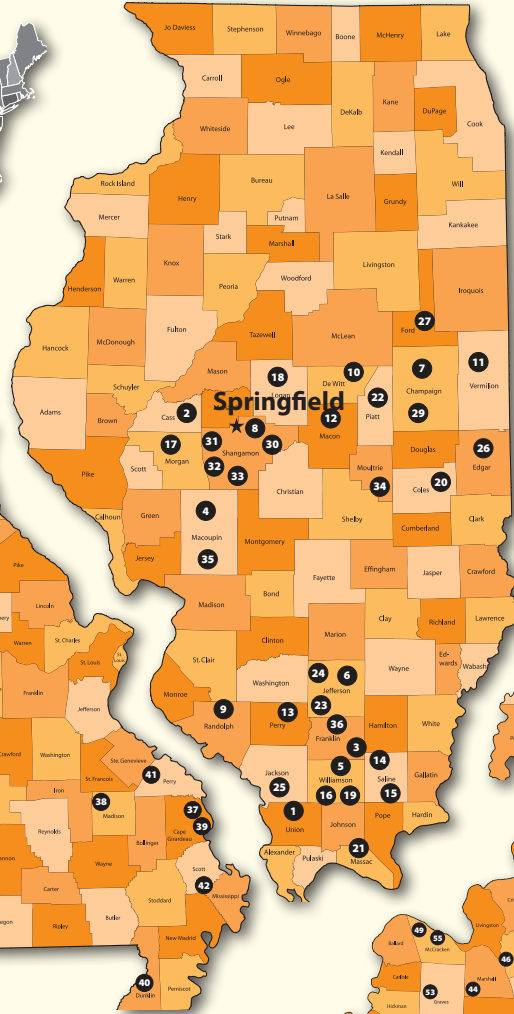 Jo Daviess
Stephenson
Winnebago
Boone
McHenry
Lake
Carroll
Ogle
DeKalb
Kane
DuPage
Cook
Whiteside
Lee
Kendall
Rock Island
Henry
Bureau
La Salle
Grundy
Will
Mercer
Putnam
Kankakee
Stark
Marshall
Henderson
Warren
Knox
Peoria
Woodford
Livingston
Iroquois
Fulton
Tazewell
McLean
Ford
27
Hancock
McDonough
Mason
18
Logan
De Witt
10
7
Champaign
29
11
Vermilion
Adams
Schuyler
Springfield
Brown
Cass
2
8
12
Macon
22
Piatt
17
Morgan
31
30
Shangamon
32
33
Douglas
26
Edgar
Pike
Scott
Christian
Moultrie
34
Coles
20
Calhoun
Green
4
Macoupin
35
Montgomery
Shelby
Cumberland
Clark
Jersey
Fayette
Effingham
Jasper
Crawford
Madison
Bond
Clay
Richland
Lawrence
Clinton
Marion
St. Clair
Washington
Wayne
Ed-
wards
Wabash
Monroe
24
6
Jefferson
23
9
Randolph
13
Perry
36
Franklin
Hamilton
White
3
Jackson
25
5
Williamson
16
19
14
Saline
15
Gallatin
1
Union
Johnson
Pope
Hardin
Alexander
Pulaski
21
Massac
Pike
Lincoln
Warren
St. Charles
St. Louis
St.
Louis
Franklin
Jefferson
Washington
Ste. Genevieve
41
Perry
St. Francois
Iron
38
Madison
37
39
Cape
Girardeau
Reynolds
Bollinger
Wayne
Scott
42
Mississippi
Carter
Stoddard
Butler
Ripley
New Madrid
40
Dunklin
Pemiscot
49
55
Ballard
McCracken
Livingston
46
Carlisle
Marshall
53
Graves
44
Hickman